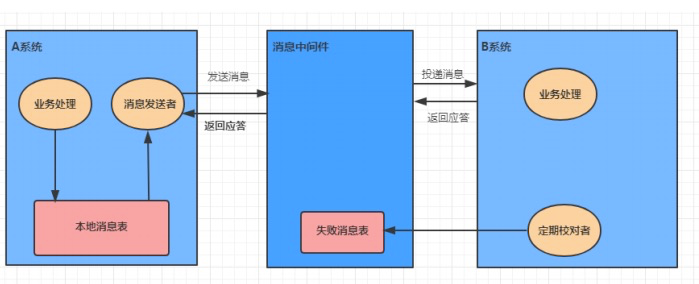 A系统
消息中间件
B系统
业务处理
消息发送者
发送消息
返回应答
投递消息
返回应答
业务处理
本地消息表
失败消息表
定期校对者